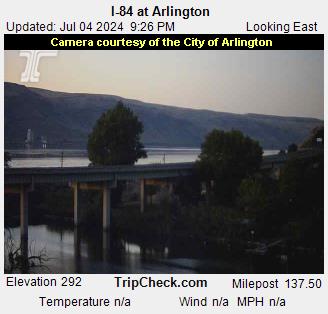 I-84 at Arlington
Updated: Jul 04 2024 9:26 PM Looking East
Camera courtesy of the City of Arlington
Elevation 292 TripCheck.com Milepost 137.50
Temperature n/a Wind n/a MPH n/a